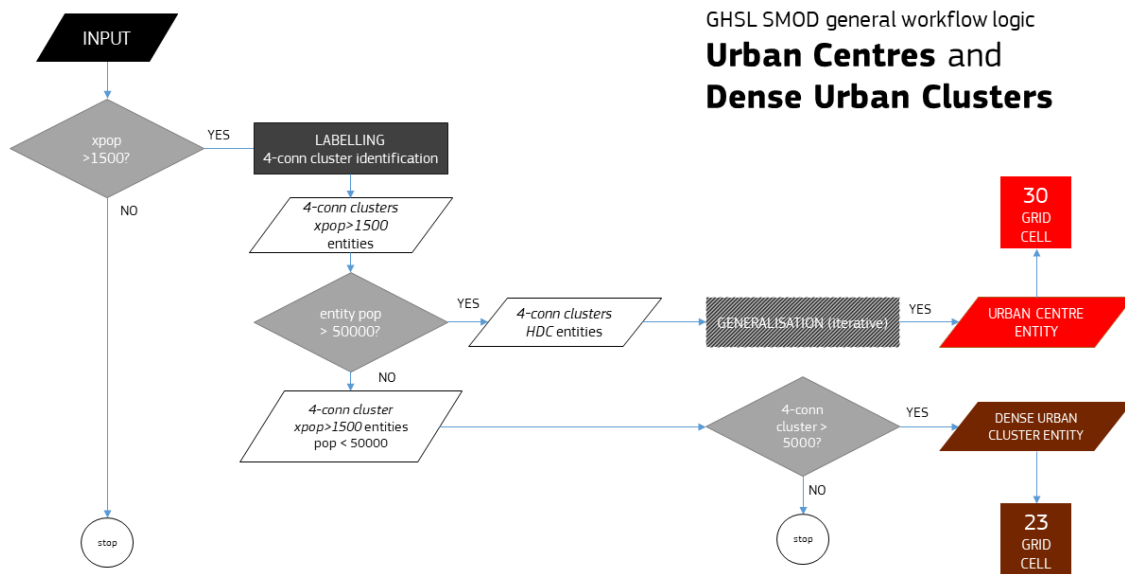 GHSL SMOD general workflow logic
Urban Centres and
Dense Urban Clusters
INPUT
xpop
>1500?
YES
NO
LABELLING
4-conn cluster identification
4-conn clusters
xpop>1500
entities
entity pop
> 50000?
YES
NO
4-conn clusters
HDC entities
GENERALISATION (iterative)
YES
URBAN CENTRE
ENTITY
30
GRID
CELL
4-conn cluster
xpop>1500 entities
pop < 50000
4-conn
cluster >
5000?
YES
NO
DENSE URBAN
CLUSTER ENTITY
23
GRID
CELL
stop
stop